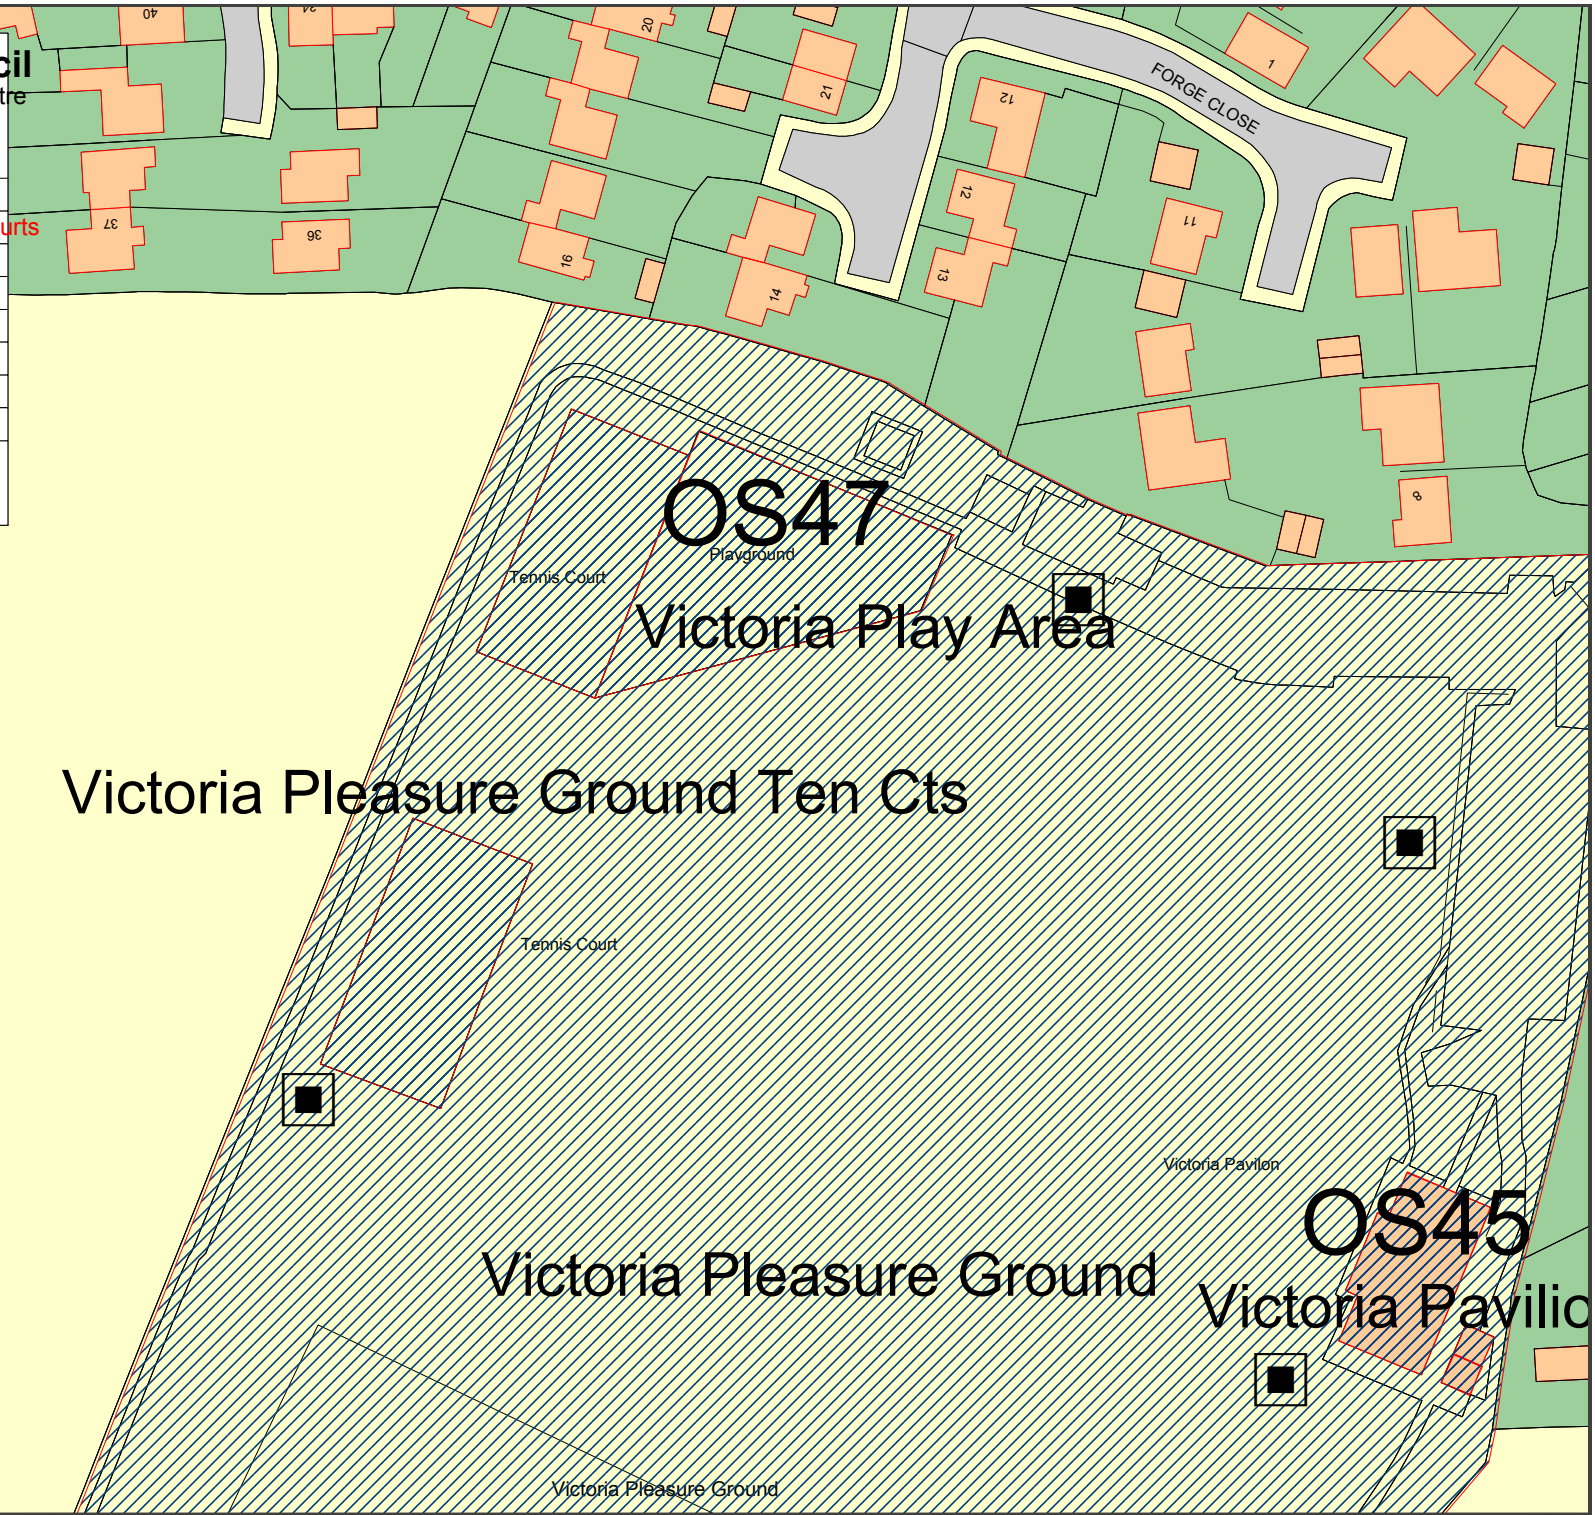 cil
tre
urts
40
24
20
21
12
1
FORGE CLOSE
12
11
37
36
16
13
14
8
OS47
Playground
Tennis Court
Victoria Play Area
Victoria Pleasure Ground Ten Cts
Tennis Court
Victoria Pavilon
OS45
Victoria Pleasure Ground
Victoria Pavilio
Victoria Pleasure Ground